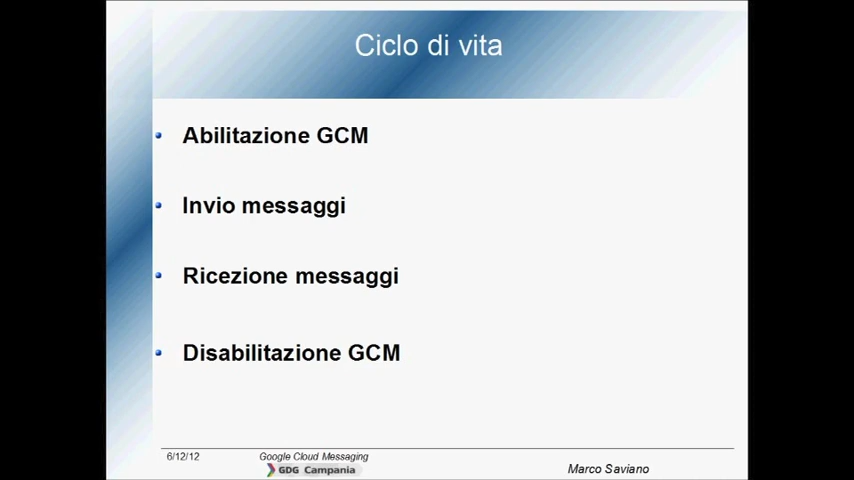 Ciclo di vita
Abilitazione GCM
Invio messaggi
Ricezione messaggi
Disabilitazione GCM
6/12/12
Google Cloud Messaging
GDG Campania
Marco Saviano